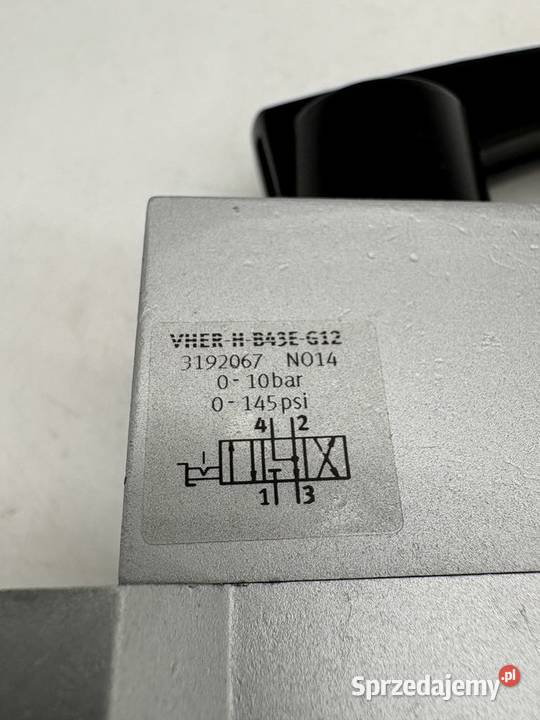 VHER-H-B43E-G12
3192067 N014
0-10bar
0-145psi
4 2
1 3
Sprzedajemy.pl